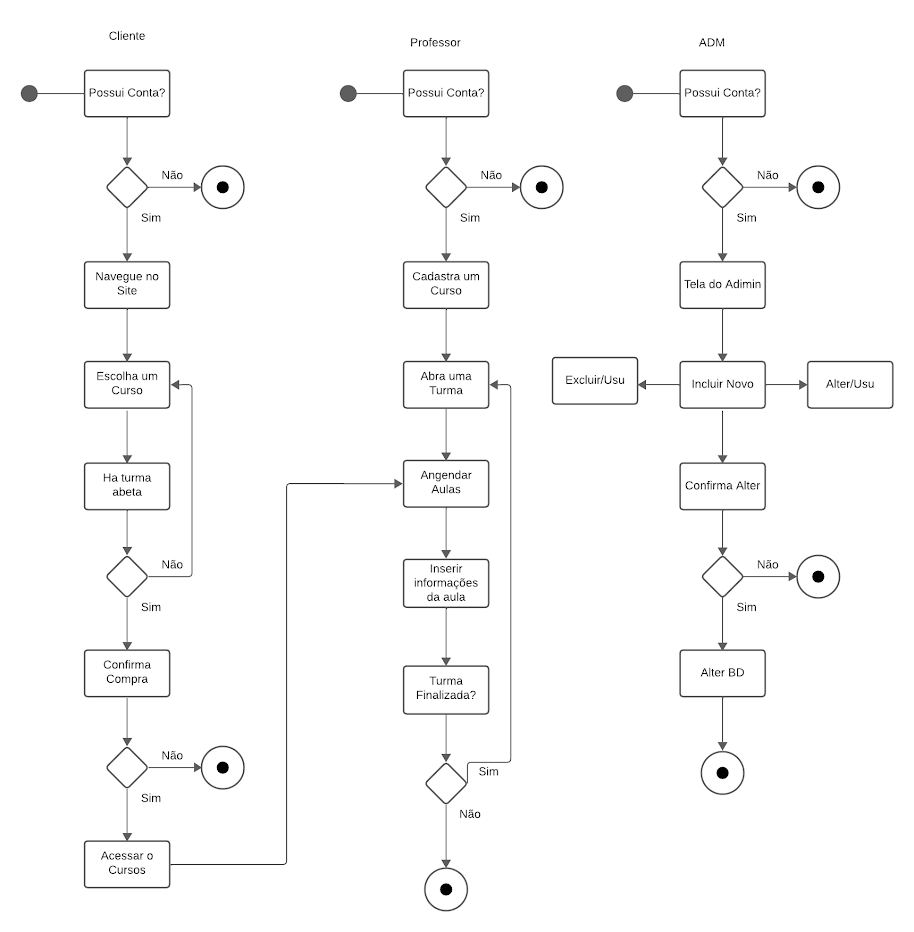 Cliente
Possui Conta?
Não
Sim
Navegue no
Site
Escolha um
Curso
Ha turma
abeta
Não
Sim
Confirma
Compra
Não
Sim
Acessar o
Cursos
Professor
Possui Conta?
Não
Sim
Cadastra um
Curso
Abra uma
Turma
Angendar
Aulas
Inserir
informações
da aula
Turma
Finalizada?
Sim
Não
ADM
Possui Conta?
Não
Sim
Tela do Adimin
Excluir/Usu
Incluir Novo
Alter/Usu
Confirma Alter
Não
Sim
Alter BD